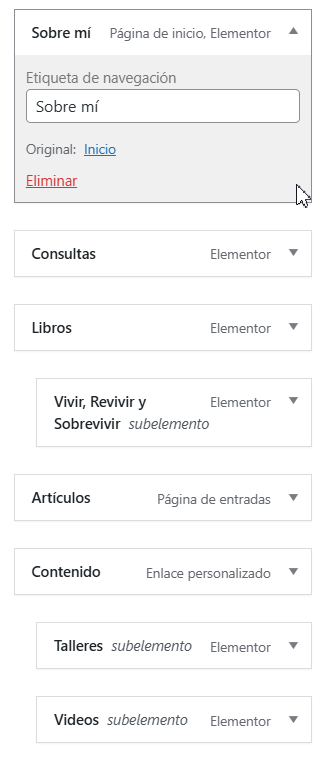 Sobre mí Página de inicio, Elementor
Etiqueta de navegación
Sobre mí
Original: Inicio
Eliminar
Consultas Elementor
Libros Elementor
Vivir, Revivir y Elementor
Sobrevivir subelemento
Artículos Página de entradas
Contenido Enlace personalizado
Talleres subelemento Elementor
Videos subelemento Elementor